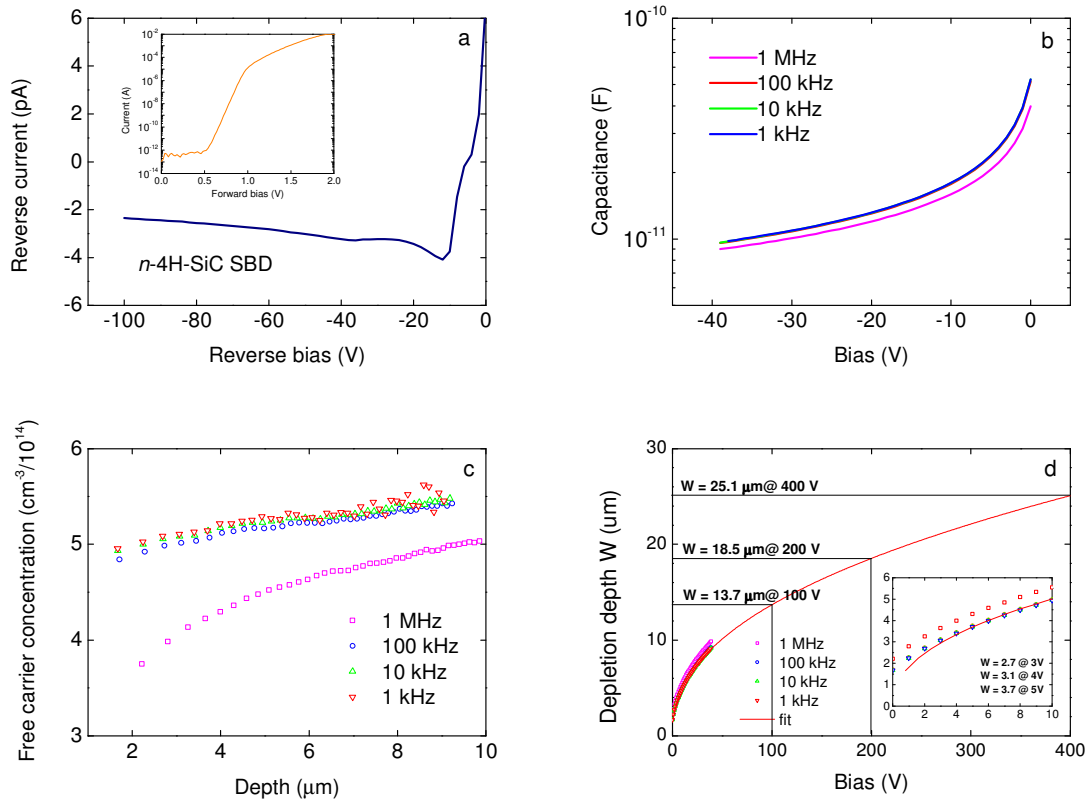 a
Reverse current (pA)
6
4
2
0
-2
-4
-6
-100 -80 -60 -40 -20 0
Reverse bias (V)
n-4H-SiC SBD
Current (A)
10-2
10-4
10-6
10-8
10-10
10-12
10-14
0.0 0.5 1.0 1.5 2.0
Forward bias (V)
b
Capacitance (F)
10-10
10-11
1 MHz
100 kHz
10 kHz
1 kHz
-40 -30 -20 -10 0
Bias (V)
c
Free carrier concentration (cm-3/1014)
6
5
4
3
1 MHz
100 kHz
10 kHz
1 kHz
2 4 6 8 10
Depth (μm)
d
Depletion depth W (um)
30
20
10
0
W = 25.1 μm@ 400 V
W = 18.5 μm@ 200 V
W = 13.7 μm@ 100 V
1 MHz
100 kHz
10 kHz
1 kHz
fit
6
5
4
3
2
1
0
W = 2.7 @ 3V
W = 3.1 @ 4V
W = 3.7 @ 5V
0 2 4 6 8 10
0 100 200 300 400
Bias (V)